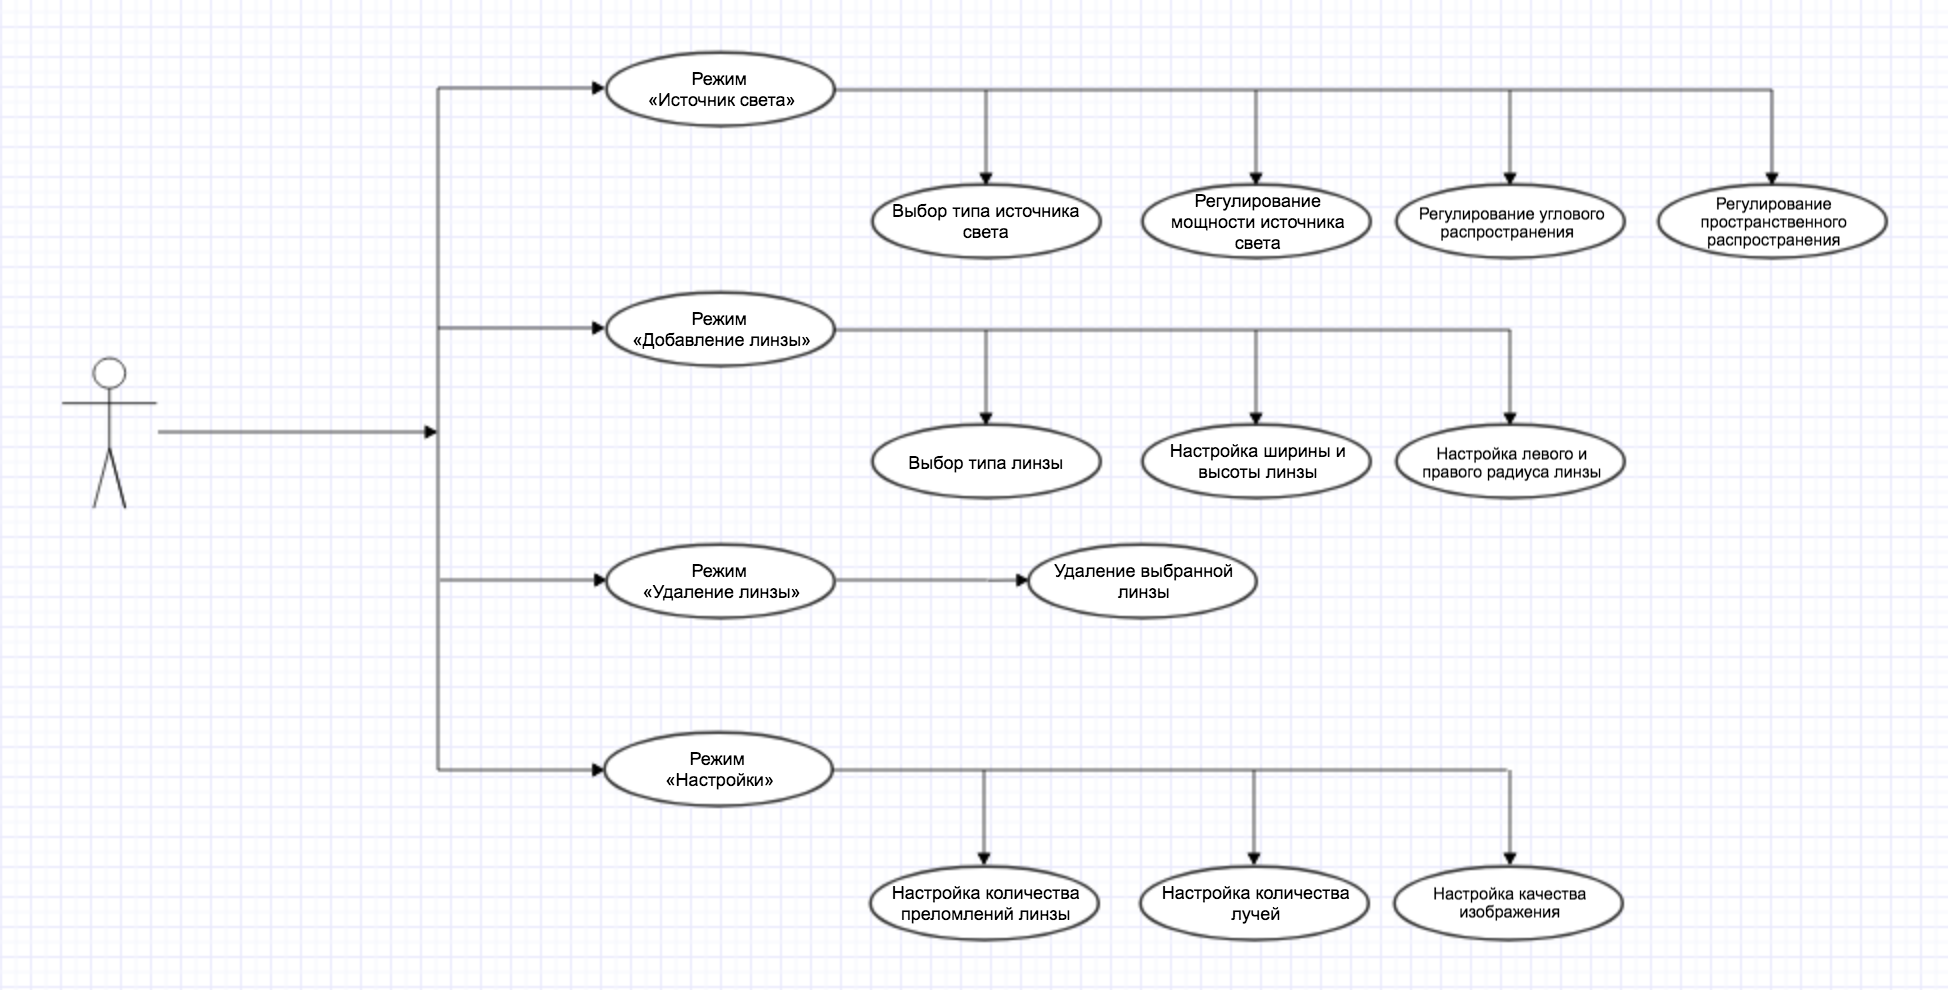 Режим
«Источник света»
Выбор типа источника
света
Регулирование
мощности источника
света
Регулирование углового
распространения
Регулирование
пространственного
распространения
Режим
«Добавление линзы»
Выбор типа линзы
Настройка ширины и
высоты линзы
Настройка левого и
правого радиуса линзы
Режим
«Удаление линзы»
Удаление выбранной
линзы
Режим
«Настройки»
Настройка количества
преломлений линзы
Настройка количества
лучей
Настройка качества
изображения